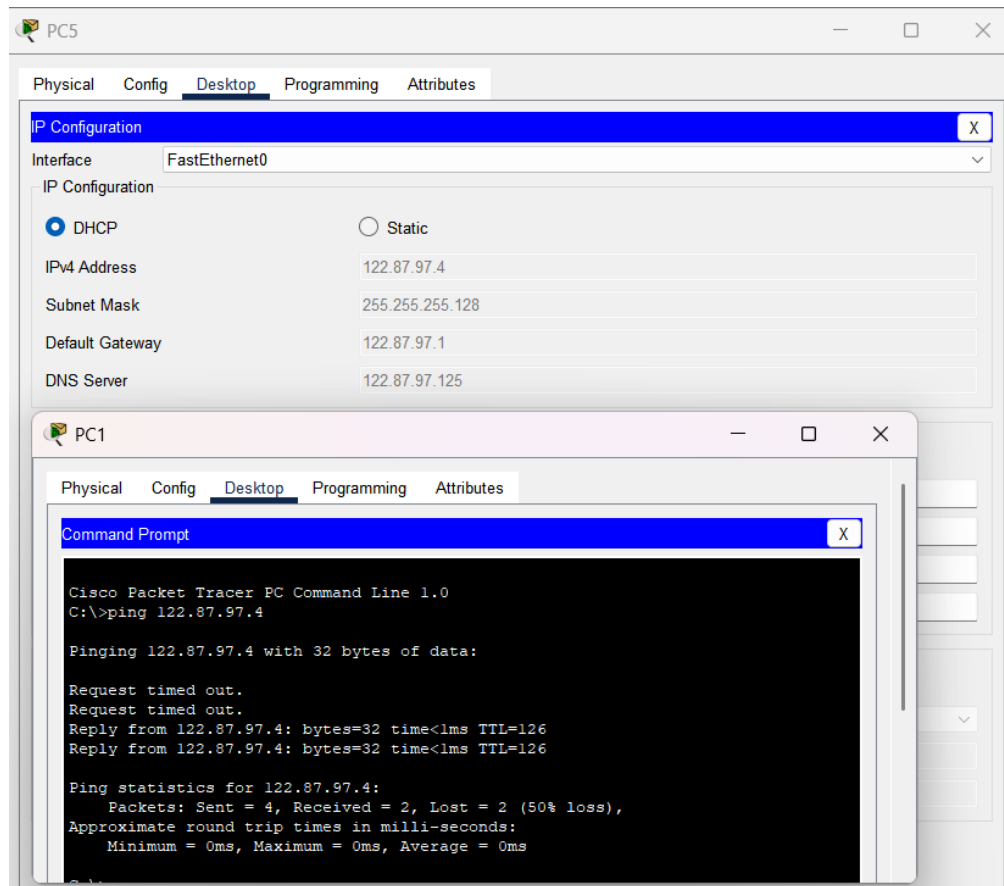 PC5
Physical Config Desktop Programming Attributes
IP Configuration X
Interface FastEthernet0
IP Configuration
DHCP Static
IPv4 Address 122.87.97.4
Subnet Mask 255.255.255.128
Default Gateway 122.87.97.1
DNS Server 122.87.97.125
PC1
Physical Config Desktop Programming Attributes
Command Prompt X
Cisco Packet Tracer PC Command Line 1.0
C:\>ping 122.87.97.4
Pinging 122.87.97.4 with 32 bytes of data:
Request timed out.
Request timed out.
Reply from 122.87.97.4: bytes=32 time<1ms TTL=126
Reply from 122.87.97.4: bytes=32 time<1ms TTL=126
Ping statistics for 122.87.97.4:
Packets: Sent = 4, Received = 2, Lost = 2 (50% loss),
Approximate round trip times in milli-seconds:
Minimum = 0ms, Maximum = 0ms, Average = 0ms